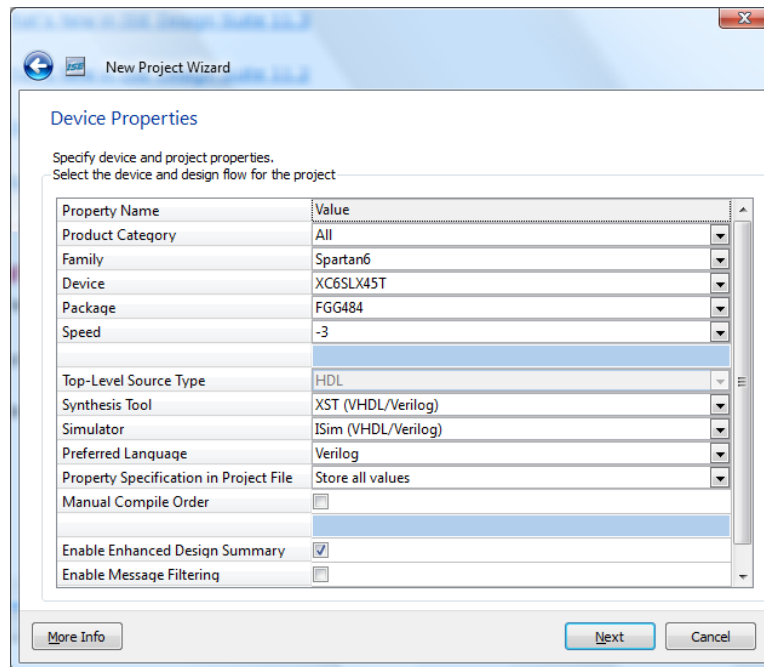 New Project Wizard
Device Properties
Specify device and project properties.
Select the device and design flow for the project
Property Name Value
Product Category All
Family Spartan6
Device XC6SLX45T
Package FGG484
Speed -3
Top-Level Source Type HDL
Synthesis Tool XST (VHDL/Verilog)
Simulator ISim (VHDL/Verilog)
Preferred Language Verilog
Property Specification in Project File Store all values
Manual Compile Order
Enable Enhanced Design Summary
Enable Message Filtering
More Info Next Cancel